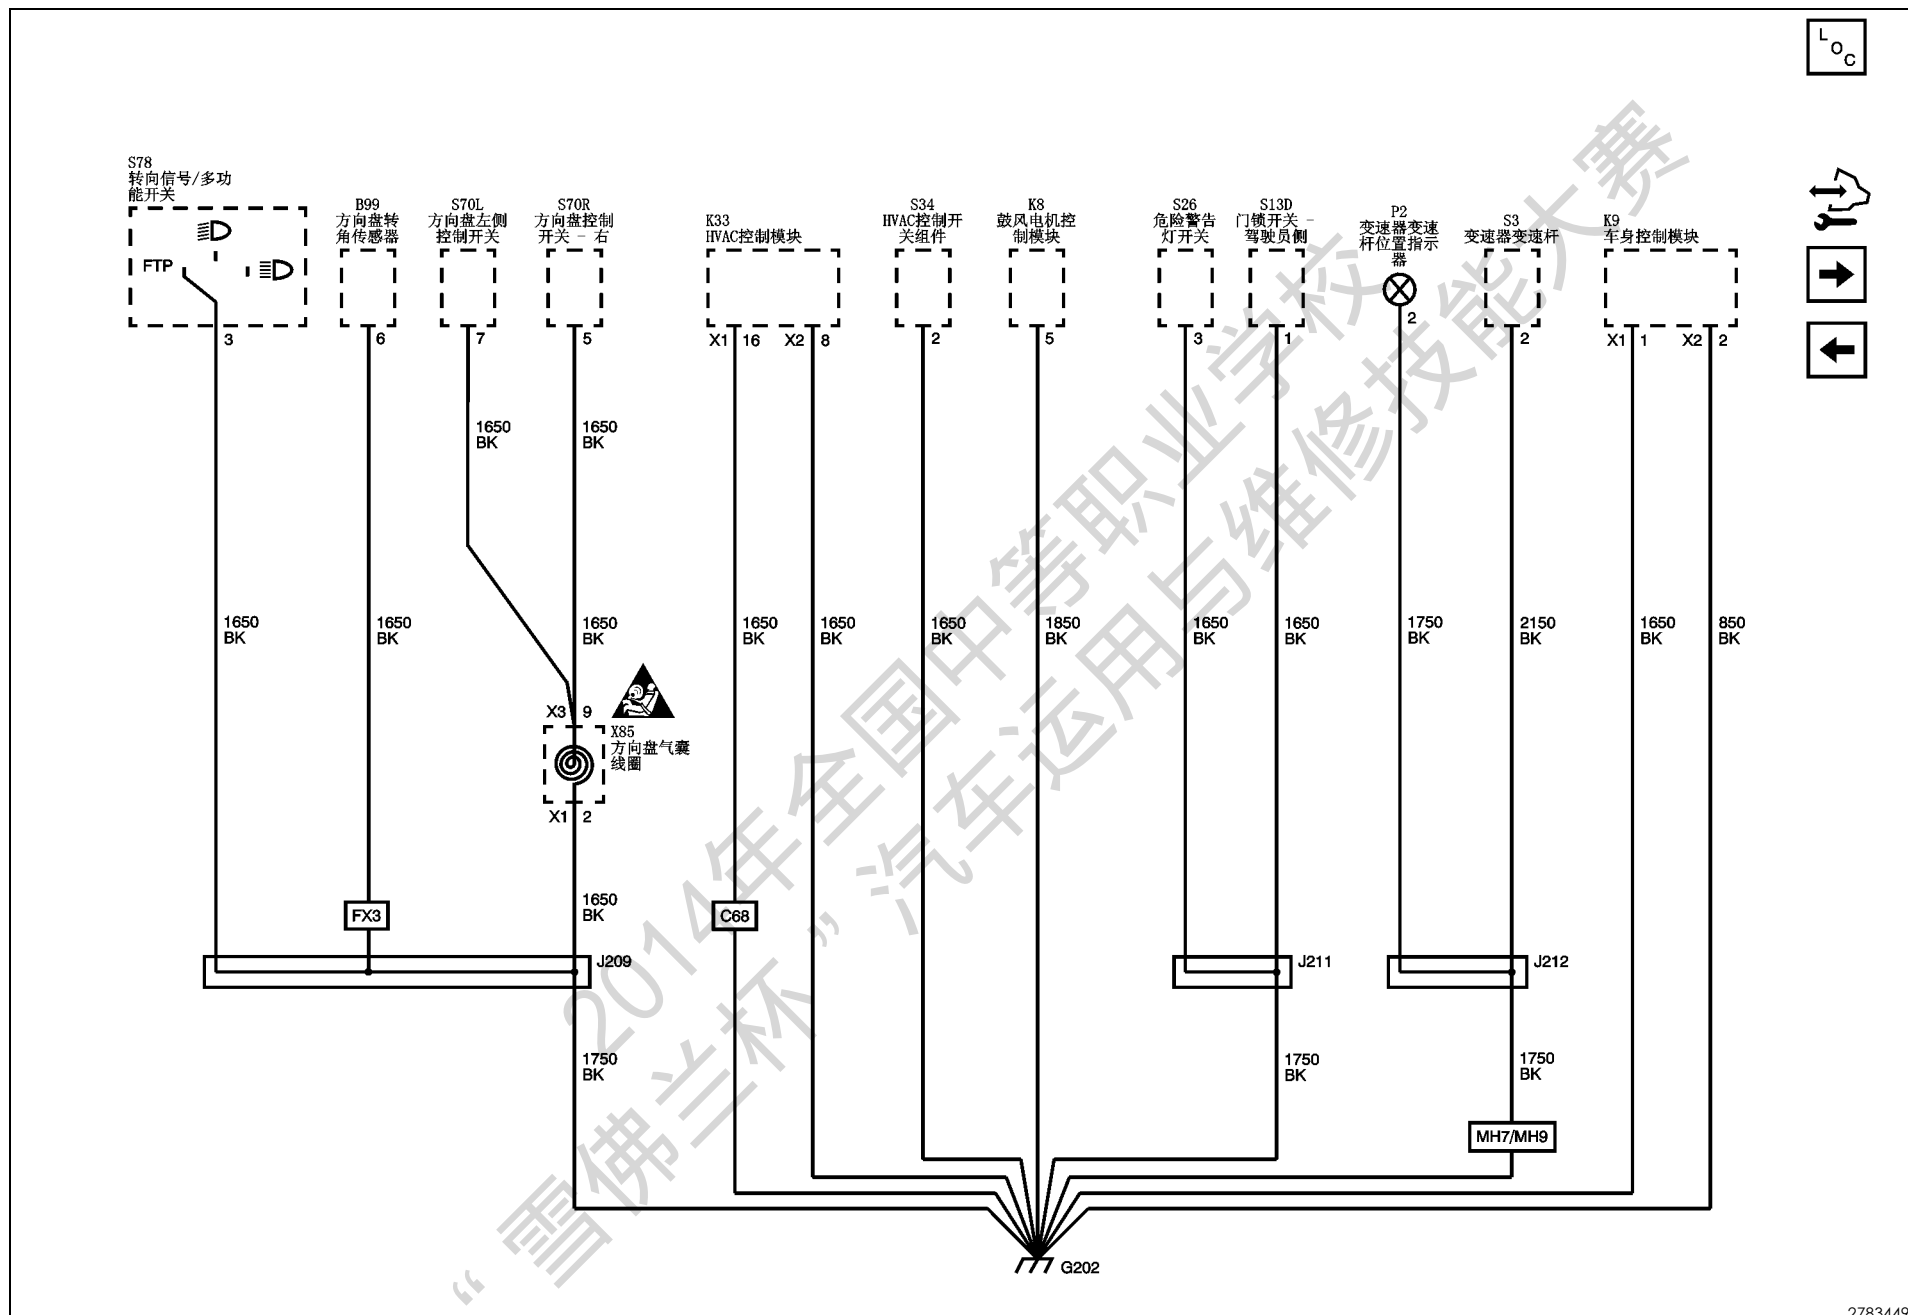 L
O
C
S78
转向信号/多功
能开关
FTP
3
B99
方向盘转
角传感器
6
S70L
方向盘左侧
控制开关
7
S70R
方向盘控制
开关 - 右
5
K33
HVAC控制模块
X1 16
X2 8
S34
HVAC控制开
关组件
2
K8
鼓风电机控
制模块
5
S26
危险警告
灯开关
3
S13D
门锁开关 -
驾驶员侧
1
P2
变速器变速
杆位置指示
器
2
S3
变速器变速杆
2
K9
车身控制模块
X1 1
X2 2
1650
BK
1650
BK
1650
BK
1650
BK
1650
BK
1650
BK
1650
BK
1650
BK
1850
BK
1650
BK
1650
BK
1750
BK
2150
BK
1650
BK
850
BK
X3 9
X85
方向盘气囊
线圈
X1 2
1650
BK
FX3
C68
J209
J211
J212
1750
BK
1750
BK
1750
BK
MH7/MH9
G202
2783449
2014年全国中等职业学校
“雪佛兰杯”汽车运用与维修技能大赛